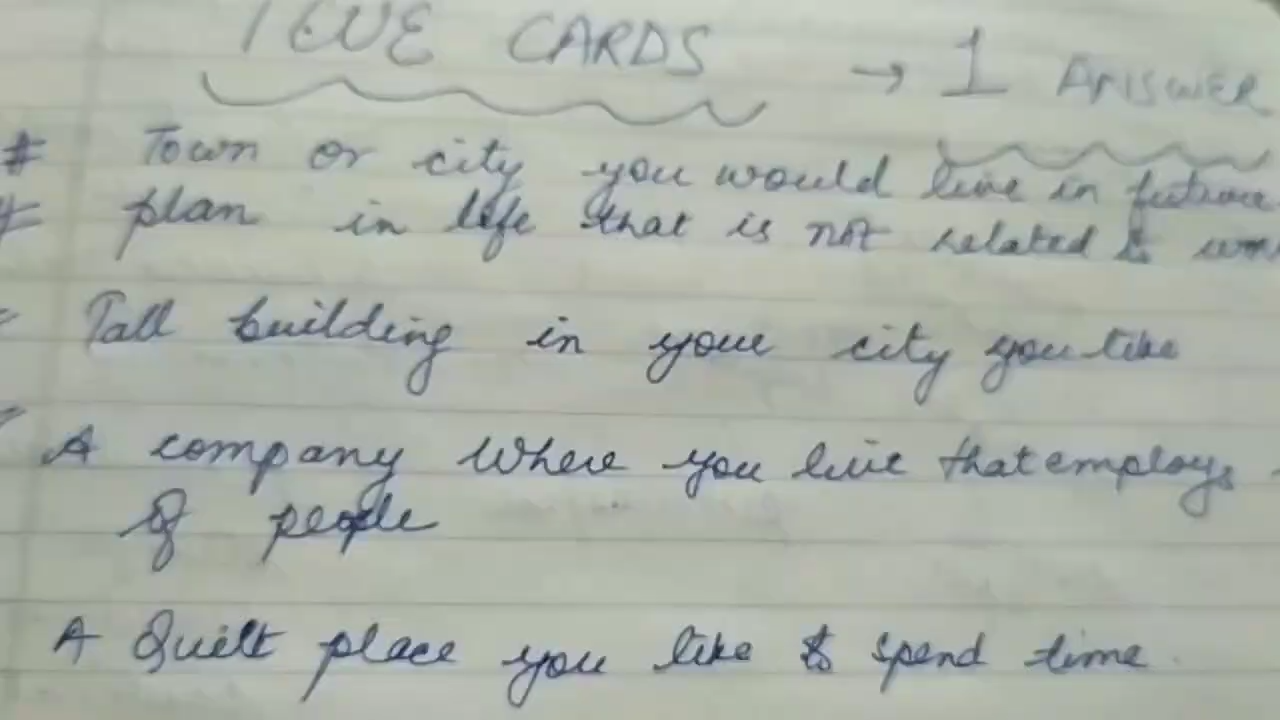 CARDS → 1 ANSWER
# Town or city you would live in future
# plan in life that is not related to
Tall building in your city you like
A company where you live that employs
of people
A Quiet place you like to spend time.